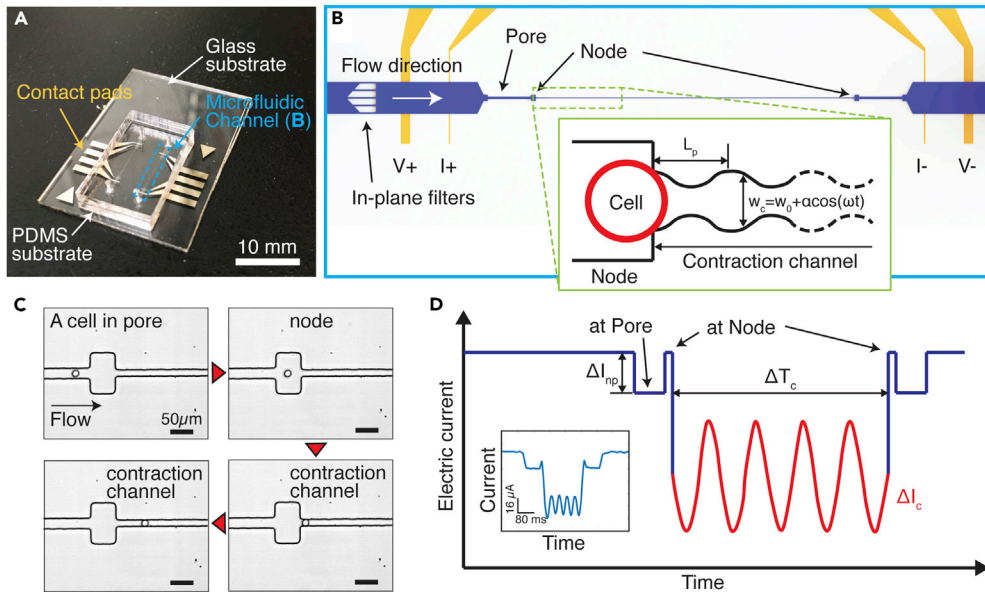 A
Glass
substrate
Contact pads
Microfluidic
Channel (B)
PDMS
substrate
10 mm
B
Pore
Node
Flow direction
V+
I+
I-
V-
In-plane filters
Lp
Cell
wc=w0+αcos(ωt)
Node
Contraction channel
C
A cell in pore
Flow
50μm
node
contraction
channel
contraction
channel
D
at Pore
at Node
ΔInp
ΔTc
ΔIc
Electric current
Time
Current
16 μA
80 ms
Time